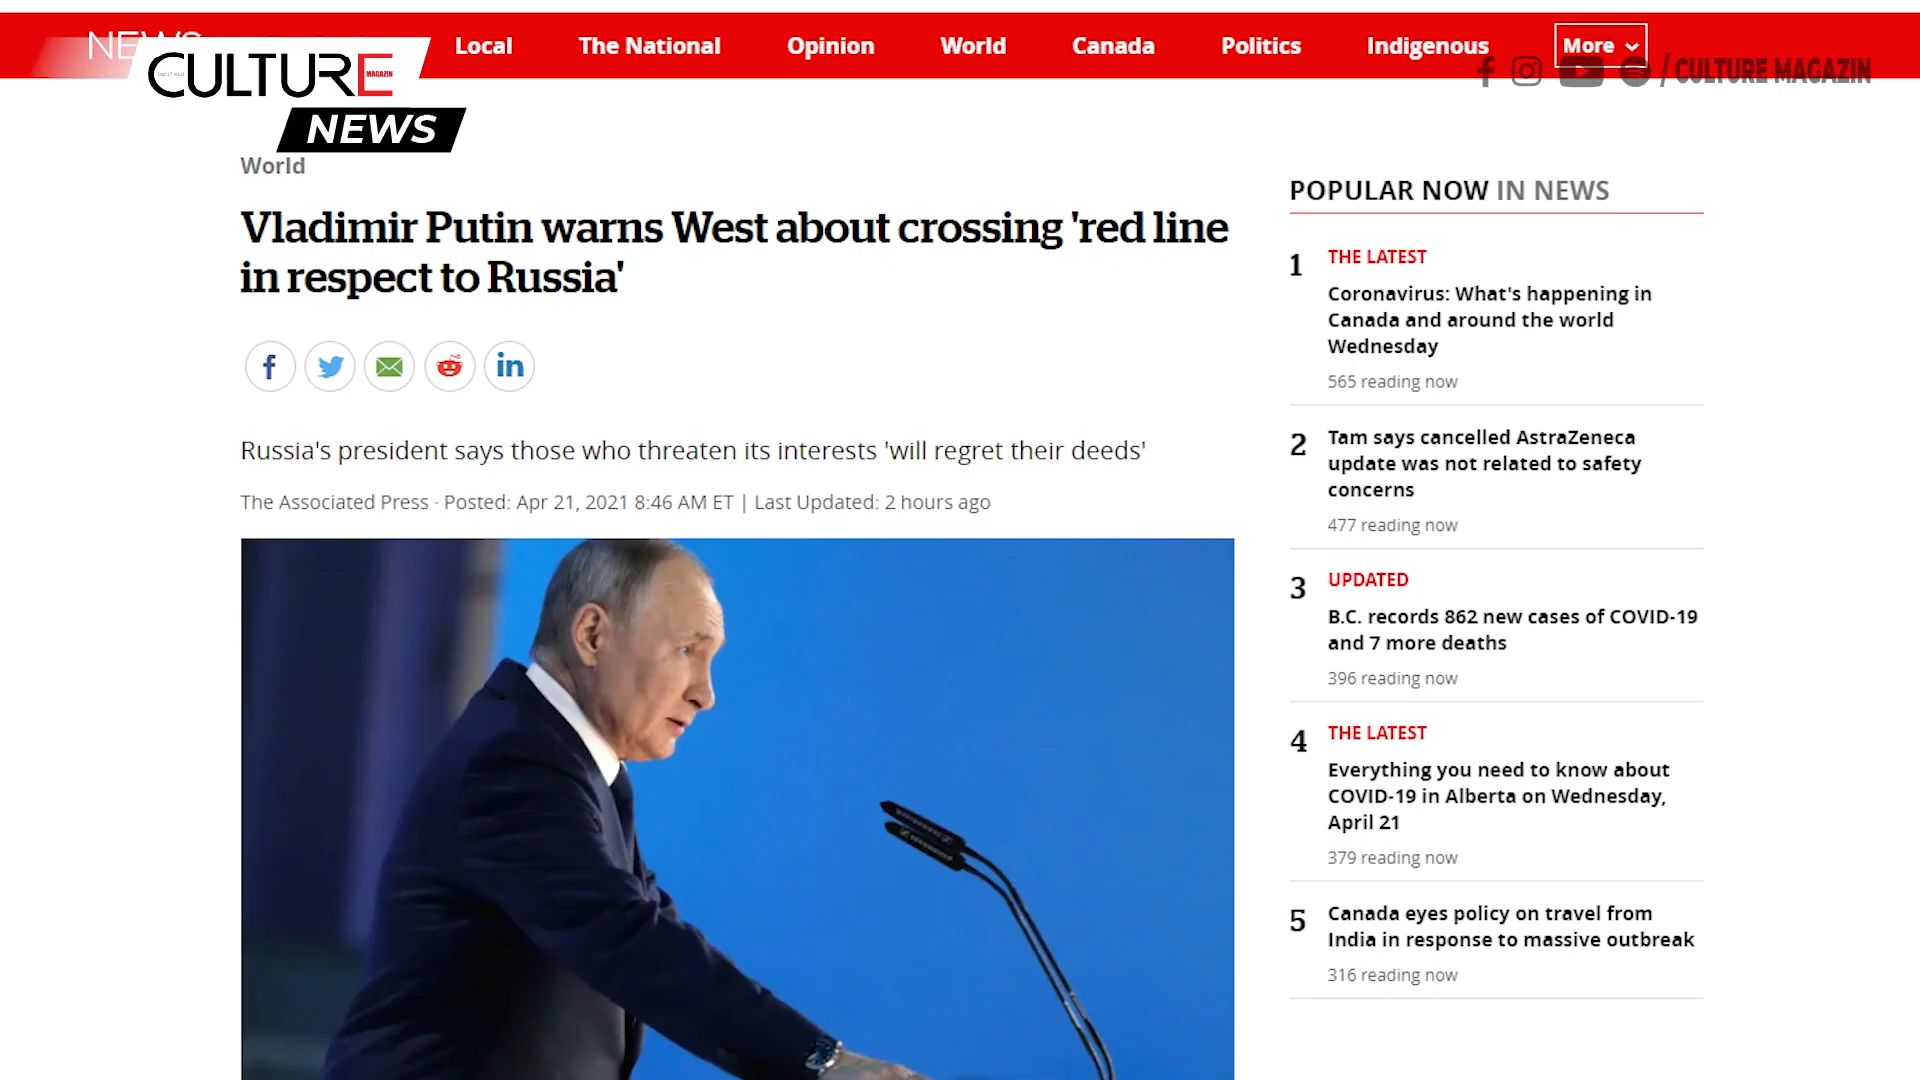 NEWS
Local
The National
Opinion
World
Canada
Politics
Indigenous
More
CULTURE
MAGAZIN
NEWS
/ CULTURE MAGAZIN
World
Vladimir Putin warns West about crossing 'red line
in respect to Russia'
Russia's president says those who threaten its interests 'will regret their deeds'
The Associated Press · Posted: Apr 21, 2021 8:46 AM ET | Last Updated: 2 hours ago
POPULAR NOW IN NEWS
1
THE LATEST
Coronavirus: What's happening in
Canada and around the world
Wednesday
565 reading now
2
Tam says cancelled AstraZeneca
update was not related to safety
concerns
477 reading now
3
UPDATED
B.C. records 862 new cases of COVID-19
and 7 more deaths
396 reading now
4
THE LATEST
Everything you need to know about
COVID-19 in Alberta on Wednesday,
April 21
379 reading now
5
Canada eyes policy on travel from
India in response to massive outbreak
316 reading now